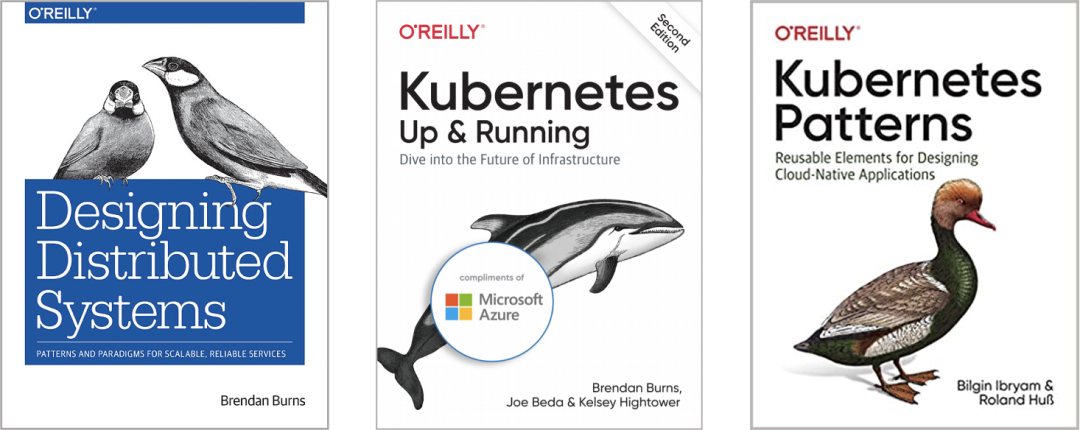 O'REILLY®
Designing
Distributed
Systems
PATTERNS AND PARADIGMS FOR SCALABLE, RELIABLE SERVICES
Brendan Burns
O'REILLY®
Second
Edition
Kubernetes
Up & Running
Dive into the Future of Infrastructure
compliments of
Microsoft
Azure
Brendan Burns,
Joe Beda & Kelsey Hightower
O'REILLY®
Kubernetes
Patterns
Reusable Elements for Designing
Cloud-Native Applications
Bilgin Ibryam &
Roland Huß